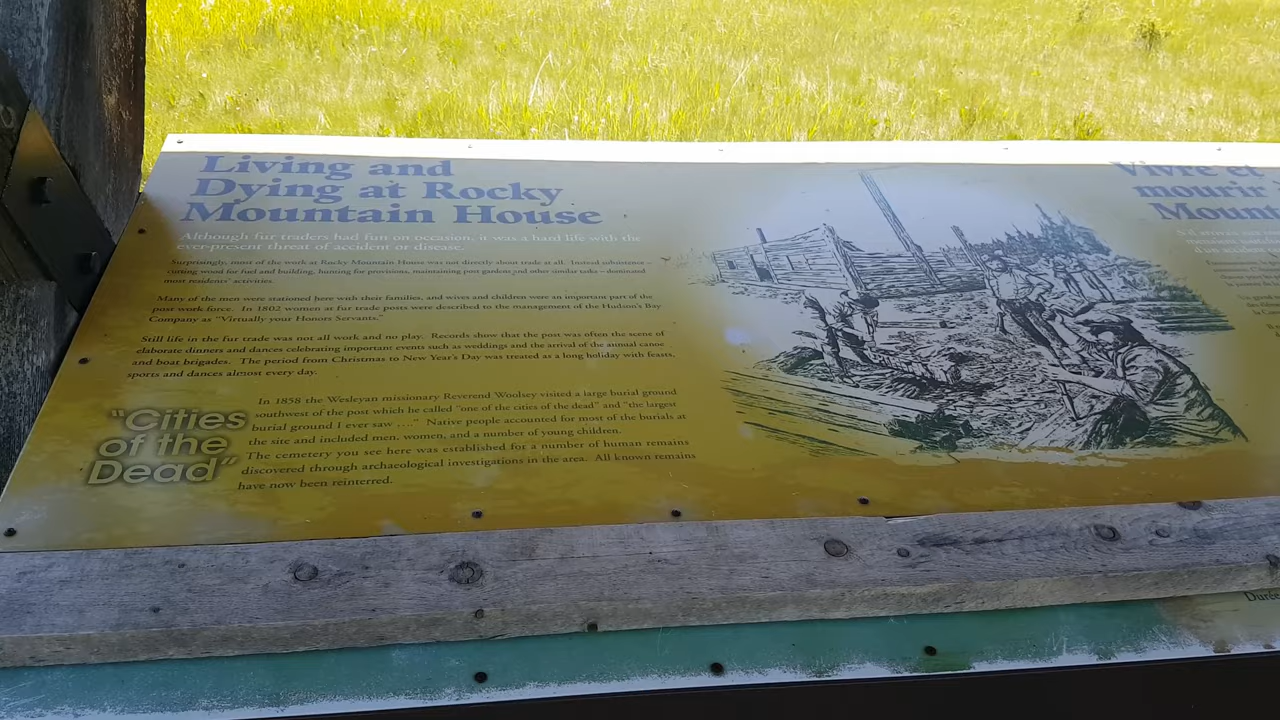 Living and
Dying at Rocky
Mountain House
Although fur traders had fun on occasion, it was a hard life with the
ever-present threat of accident or disease.
Surprisingly, most of the work at Rocky Mountain House was not directly about trade at all. Instead subsistence -
cutting wood for fuel and building, hunting for provisions, maintaining post gardens and other similar tasks - dominated
most residents' activities.
Many of the men were stationed here with their families, and wives and children were an important part of the
post work force. In 1802 women at fur trade posts were described to the management of the Hudson's Bay
Company as "Virtually your Honors Servants."
Still life in the fur trade was not all work and no play. Records show that the post was often the scene of
elaborate dinners and dances celebrating important events such as weddings and the arrival of the annual canoe
and boat brigades. The period from Christmas to New Year's Day was treated as a long holiday with feasts,
sports and dances almost every day.
"Cities
of the
Dead"
In 1858 the Wesleyan missionary Reverend Woolsey visited a large burial ground
southwest of the post which he called "one of the cities of the dead" and "the largest
burial ground I ever saw ...." Native people accounted for most of the burials at
the site and included men, women, and a number of young children.
The cemetery you see here was established for a number of human remains
discovered through archaeological investigations in the area. All known remains
have now been reinterred.
Vivre et
mourir
Mount
Durée